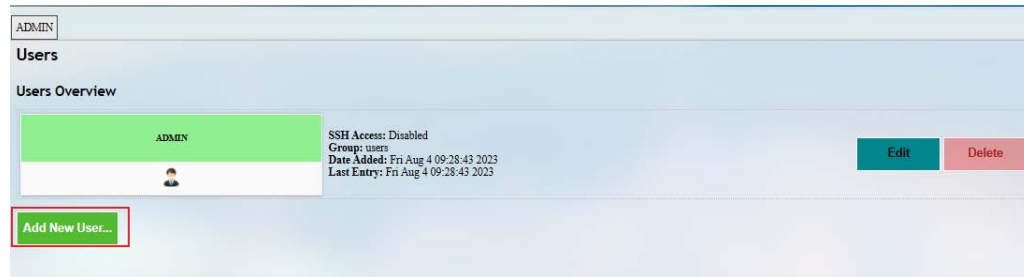 ADMIN
Users
Users Overview
ADMIN
SSH Access: Disabled
Group: users
Date Added: Fri Aug 4 09:28:43 2023
Last Entry: Fri Aug 4 09:28:43 2023
Edit
Delete
Add New User...